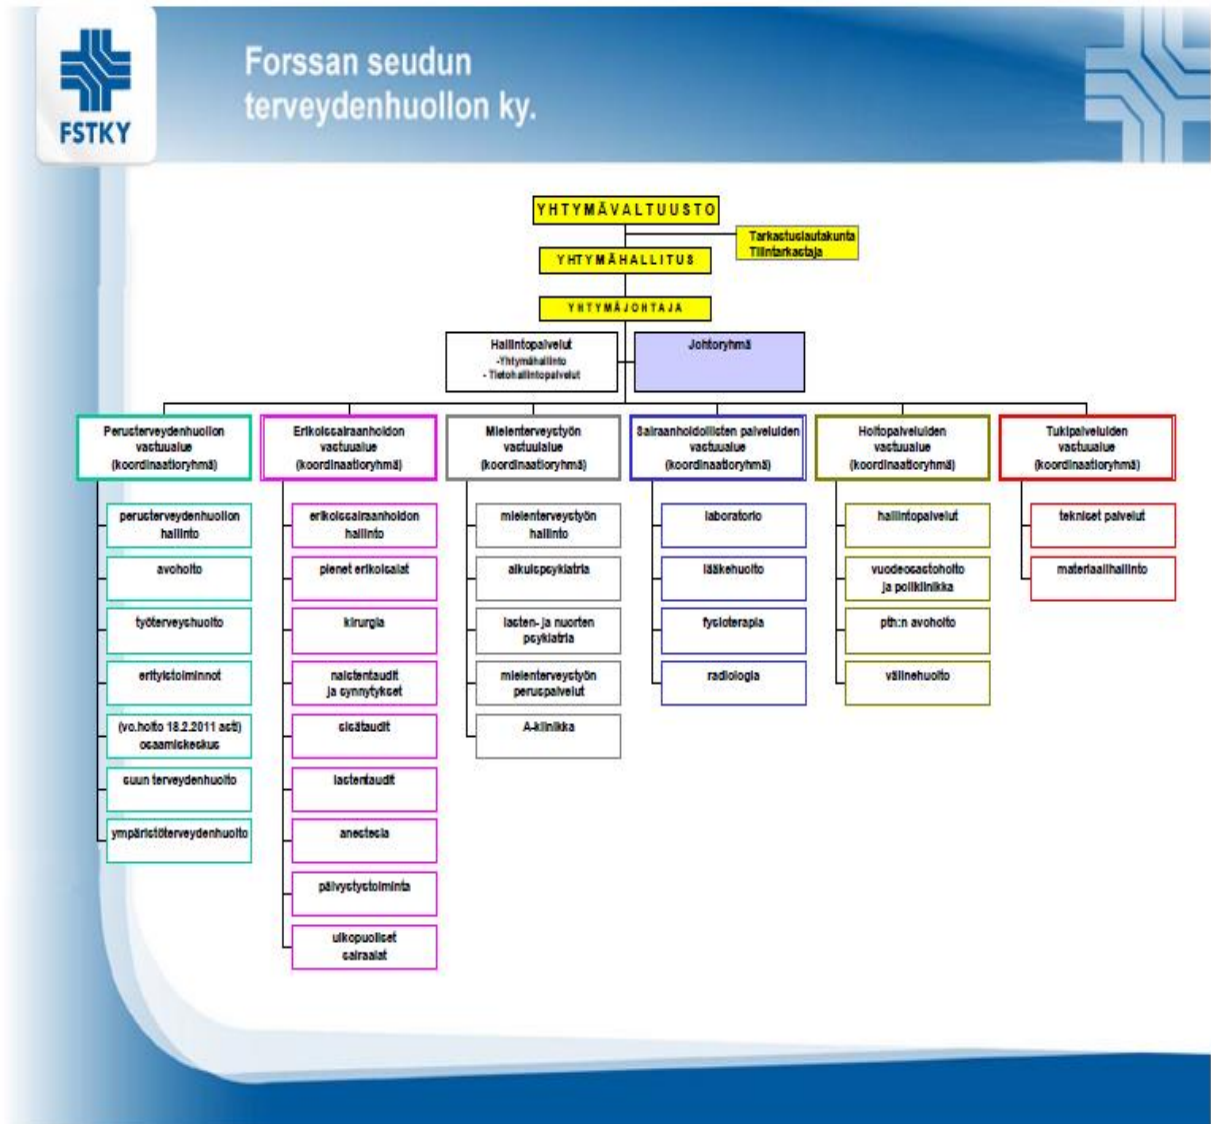 FSTKY
Forssan seudun
terveydenhuollon ky.
YHTYMÄVALTUUSTO
Tarkastuslautakunta
Tilintarkastaja
YHTYMÄHALLITUS
YHTYMÄJOHTAJA
Hallintopalvelut
-Yhtymähallinto
- Tietohallintopalvelut
Johtoryhmä
Perusterveydenhuollon
vastuualue
(koordinaatioryhmä)
perusterveydenhuollon
hallinto
avohoito
työterveyshuolto
erityistoiminnot
(vo.hoito 18.2.2011 asti)
osaamiskeskus
suun terveydenhuolto
ympäristöterveydenhuolto
Erikoissairaanhoidon
vastuualue
(koordinaatioryhmä)
erikoissairaanhoidon
hallinto
pienet erikoisalat
kirurgia
naistentaudit
ja synnytykset
sisätaudit
lastentaudit
anestesia
päivystystoiminta
ulkopuoliset
sairaalat
Mielenterveystyön
vastuualue
(koordinaatioryhmä)
mielenterveystyön
hallinto
aikuispsykiatria
lasten- ja nuorten
psykiatria
mielenterveystyön
peruspalvelut
A-klinikka
Sairaanhoidollisten palveluiden
vastuualue
(koordinaatioryhmä)
laboratorio
lääkehuolto
fysioterapia
radiologia
Hoitopalveluiden
vastuualue
(koordinaatioryhmä)
hallintopalvelut
vuodeosastohoito
ja poliklinikka
pth:n avohoito
välinehuolto
Tukipalveluiden
vastuualue
(koordinaatioryhmä)
tekniset palvelut
materiaalihallinto